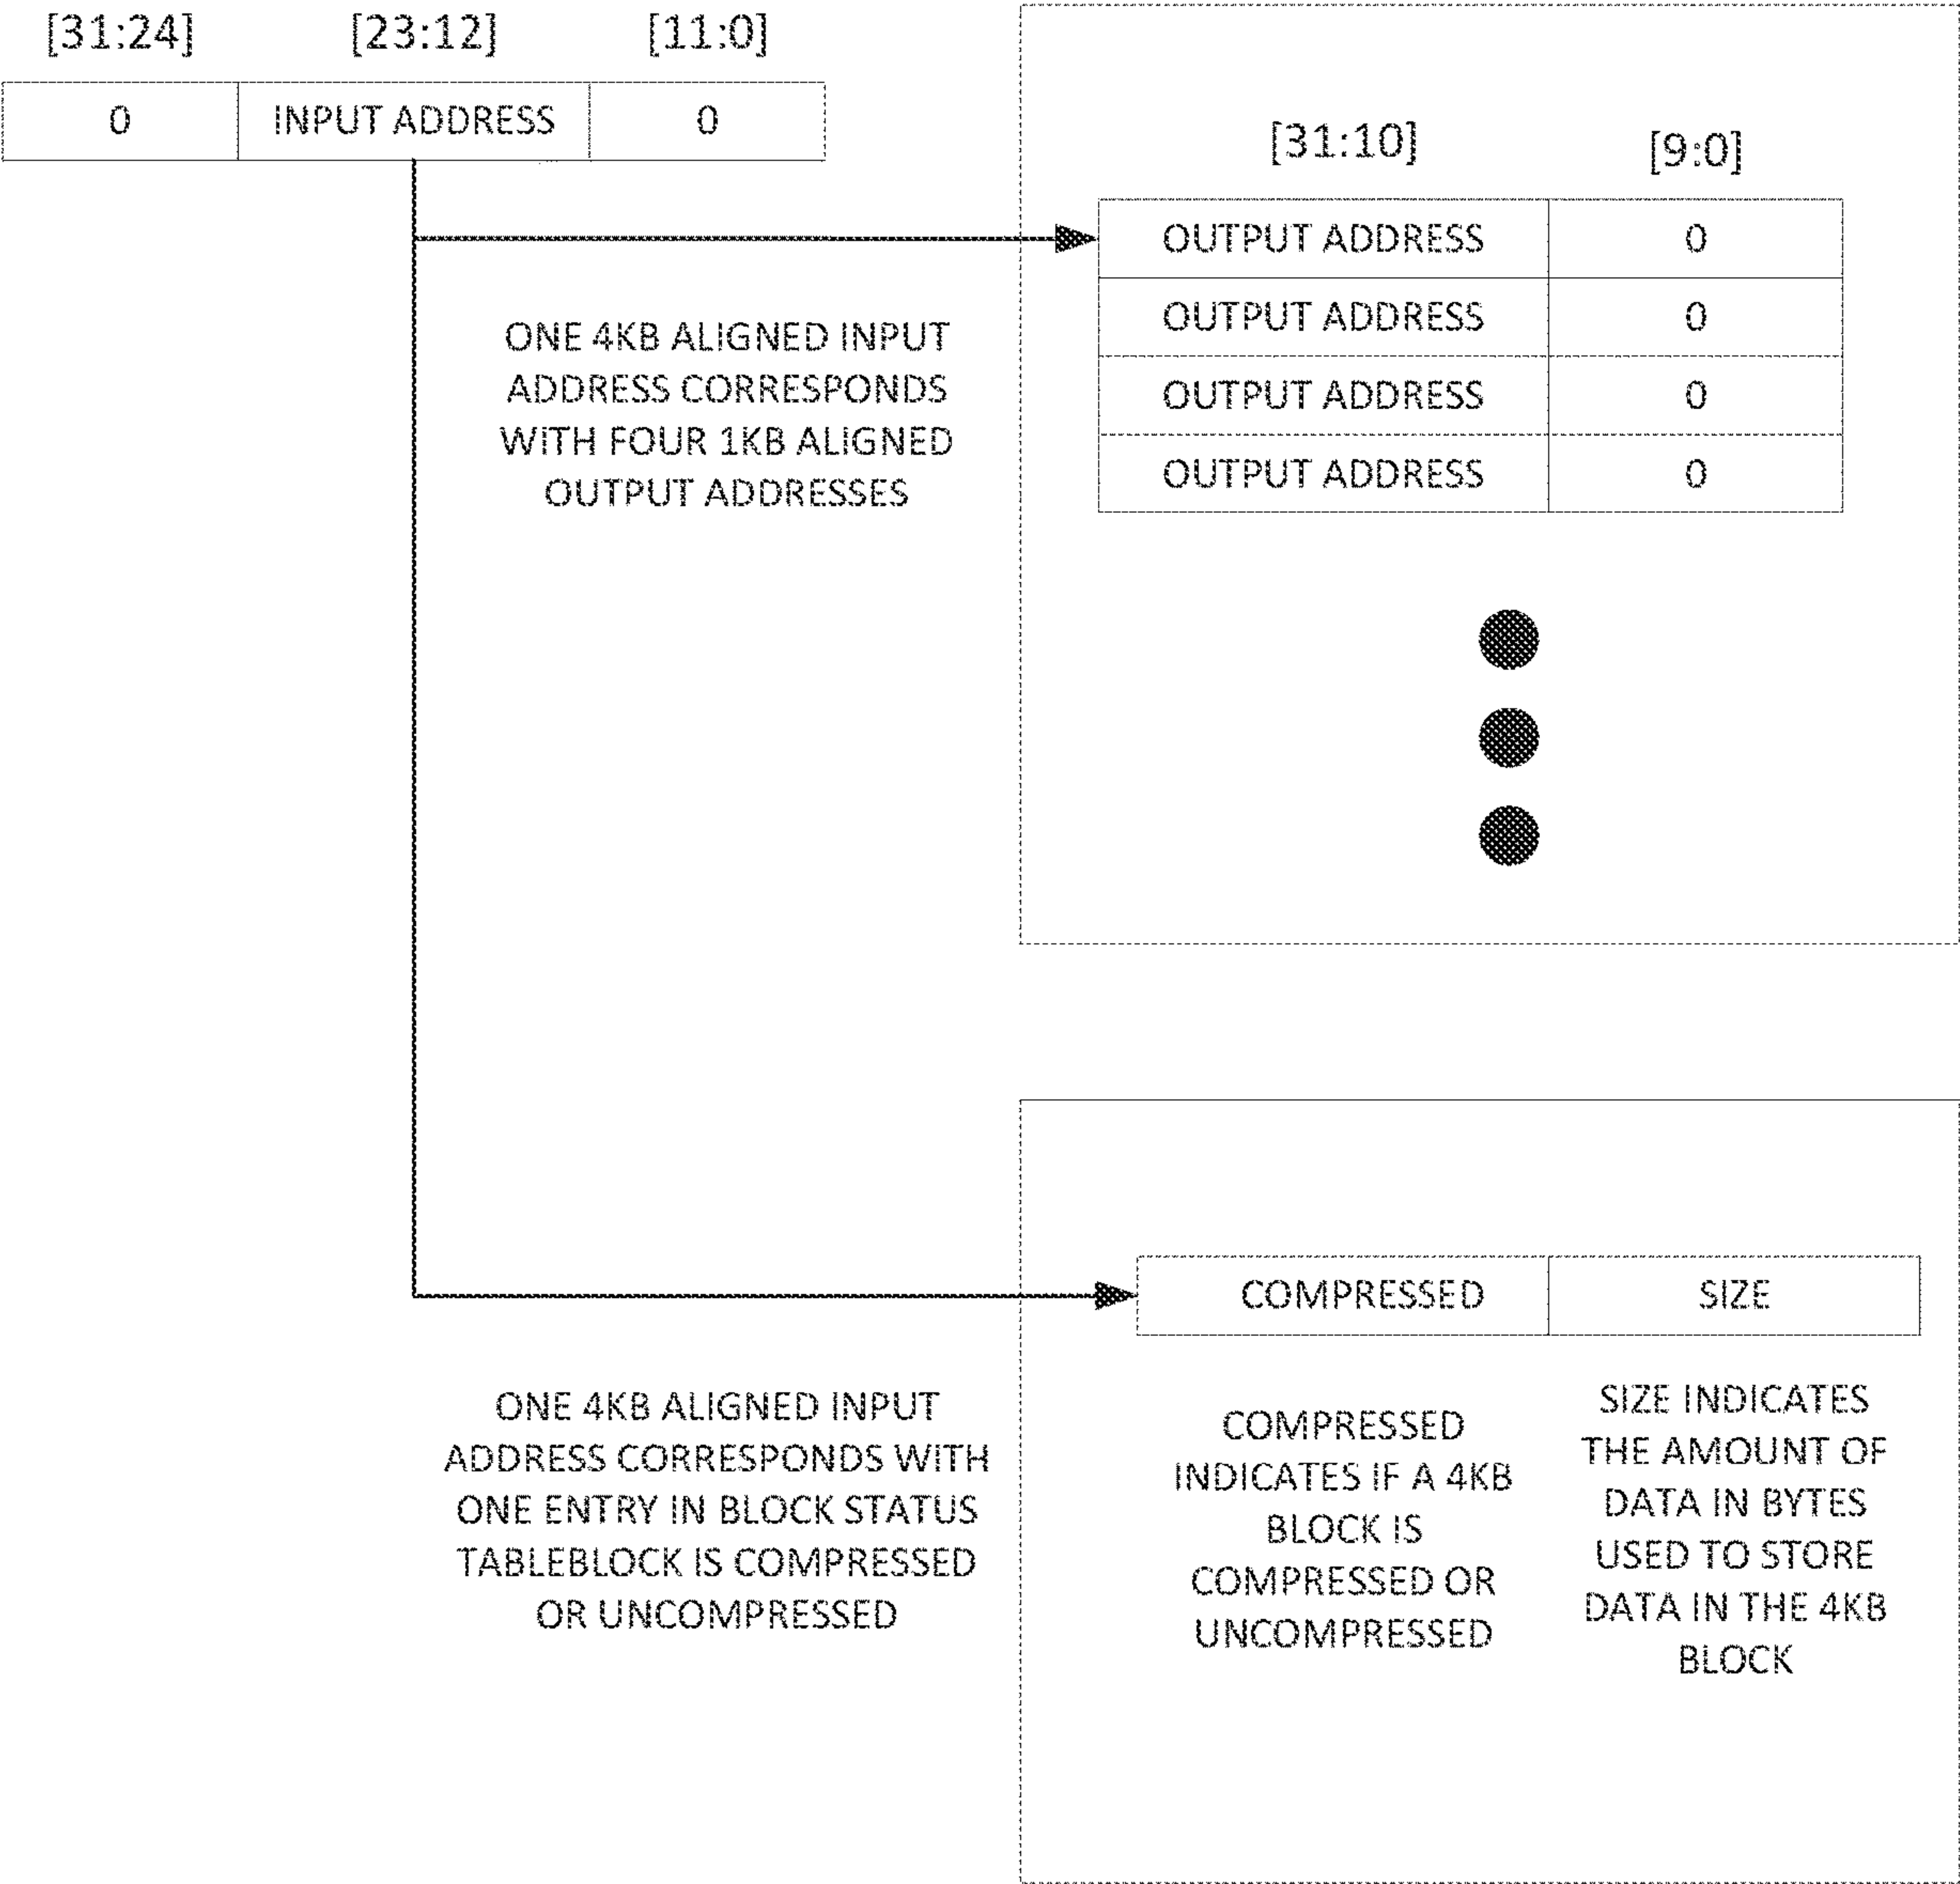 [31:24] [23:12] [11:0]
0 INPUT ADDRESS 0
[31:10] [9:0]
OUTPUT ADDRESS 0
OUTPUT ADDRESS 0
OUTPUT ADDRESS 0
OUTPUT ADDRESS 0
ONE 4KB ALIGNED INPUT
ADDRESS CORRESPONDS
WITH FOUR 1KB ALIGNED
OUTPUT ADDRESSES
COMPRESSED SIZE
ONE 4KB ALIGNED INPUT
ADDRESS CORRESPONDS WITH
ONE ENTRY IN BLOCK STATUS
TABLEBLOCK IS COMPRESSED
OR UNCOMPRESSED
COMPRESSED
INDICATES IF A 4KB
BLOCK IS
COMPRESSED OR
UNCOMPRESSED
SIZE INDICATES
THE AMOUNT OF
DATA IN BYTES
USED TO STORE
DATA IN THE 4KB
BLOCK